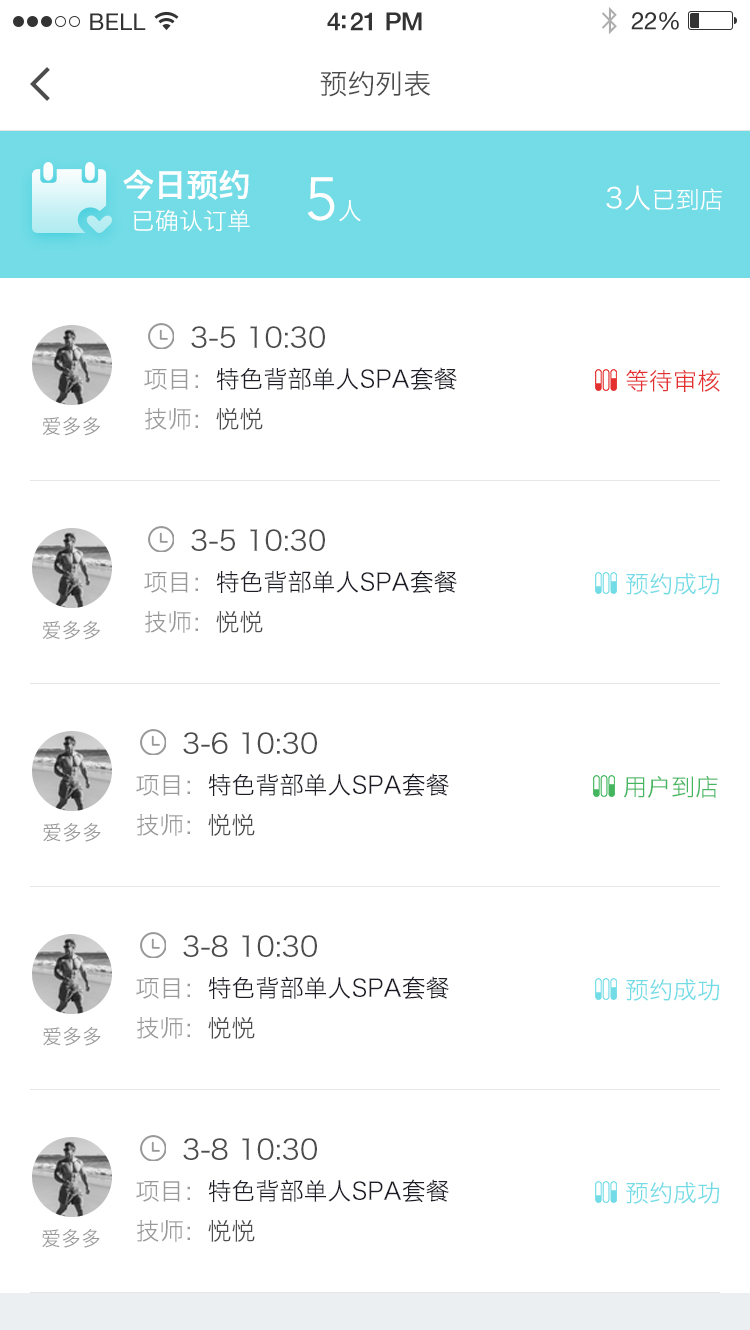 BELL 4:21 PM 22%
预约列表
今日预约
已确认订单
5人
3人已到店
3-5 10:30
项目：特色背部单人SPA套餐
等待审核
技师：悦悦
爱多多
3-5 10:30
项目：特色背部单人SPA套餐
预约成功
技师：悦悦
爱多多
3-6 10:30
项目：特色背部单人SPA套餐
用户到店
技师：悦悦
爱多多
3-8 10:30
项目：特色背部单人SPA套餐
预约成功
技师：悦悦
爱多多
3-8 10:30
项目：特色背部单人SPA套餐
预约成功
技师：悦悦
爱多多